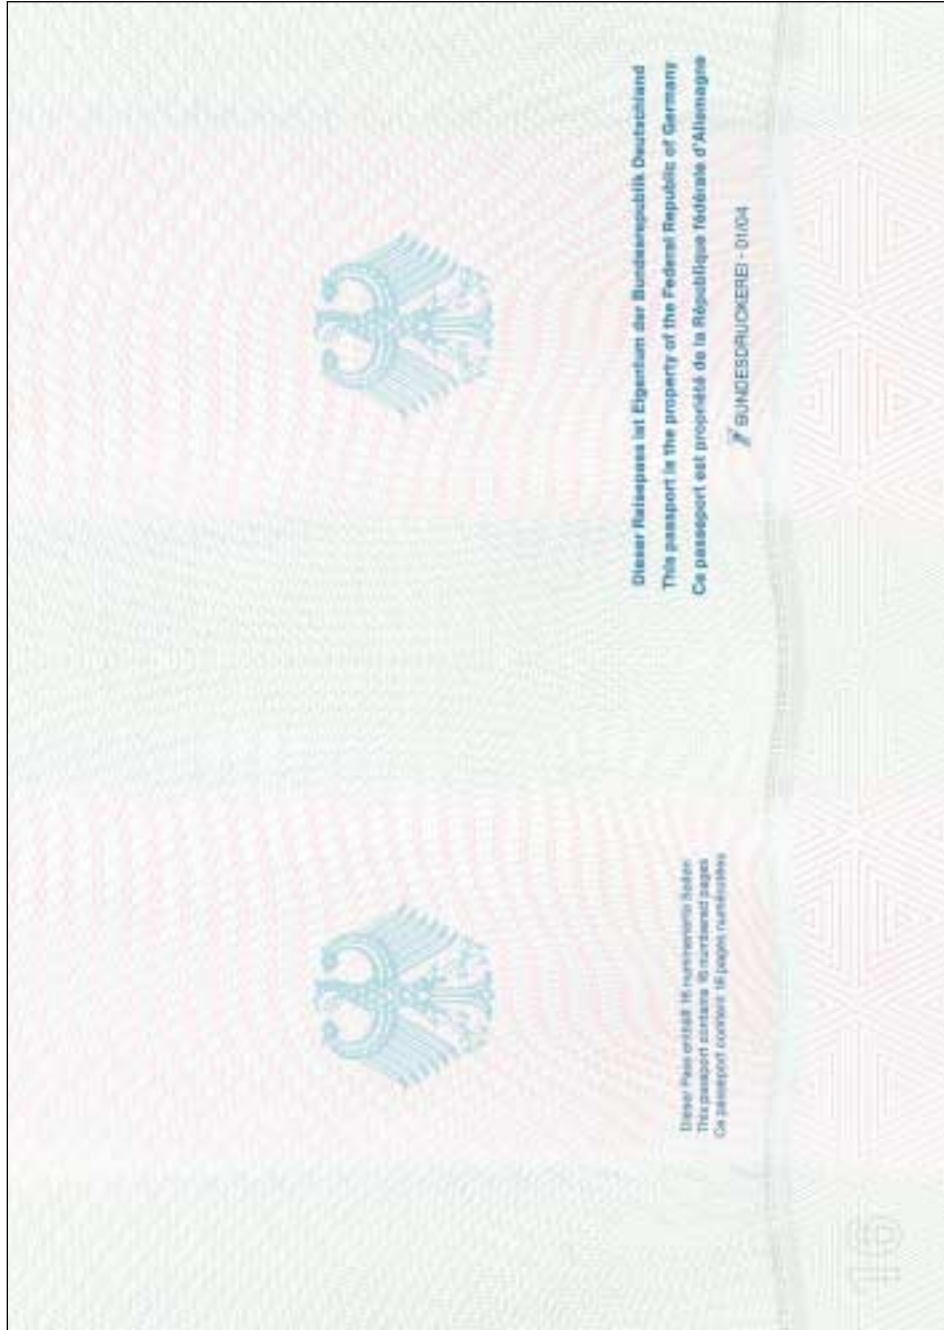 Dieser Pass enthält 16 nummerierte Seiten
This passport contains 16 numbered pages
Ce passeport contient 16 pages numérotées
16
Dieser Reisepass ist Eigentum der Bundesrepublik Deutschland
This passport is the property of the Federal Republic of Germany
Ce passeport est propriété de la République fédérale d'Allemagne
BUNDESDRUCKEREI - 01/04